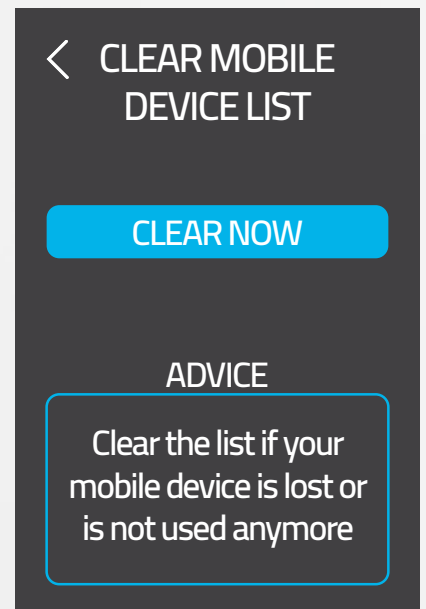 CLEAR MOBILE
DEVICE LIST
CLEAR NOW
ADVICE
Clear the list if your
mobile device is lost or
is not used anymore